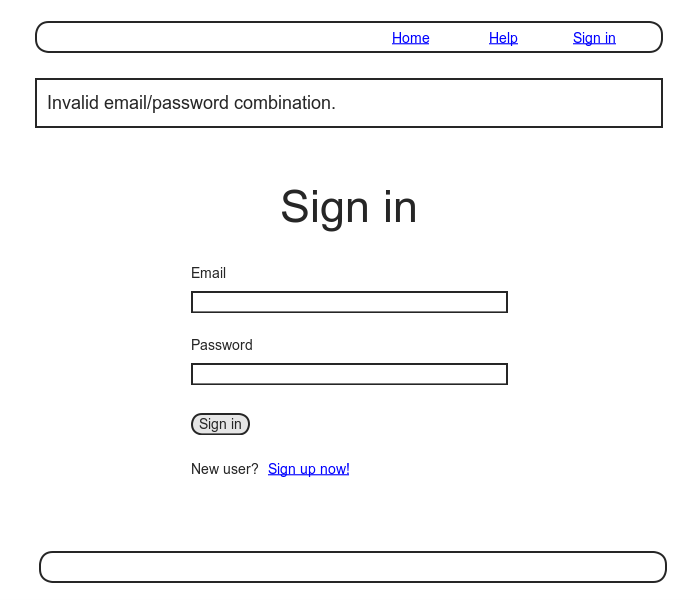 Home Help Sign in
Invalid email/password combination.
Sign in
Email
Password
Sign in
New user? Sign up now!